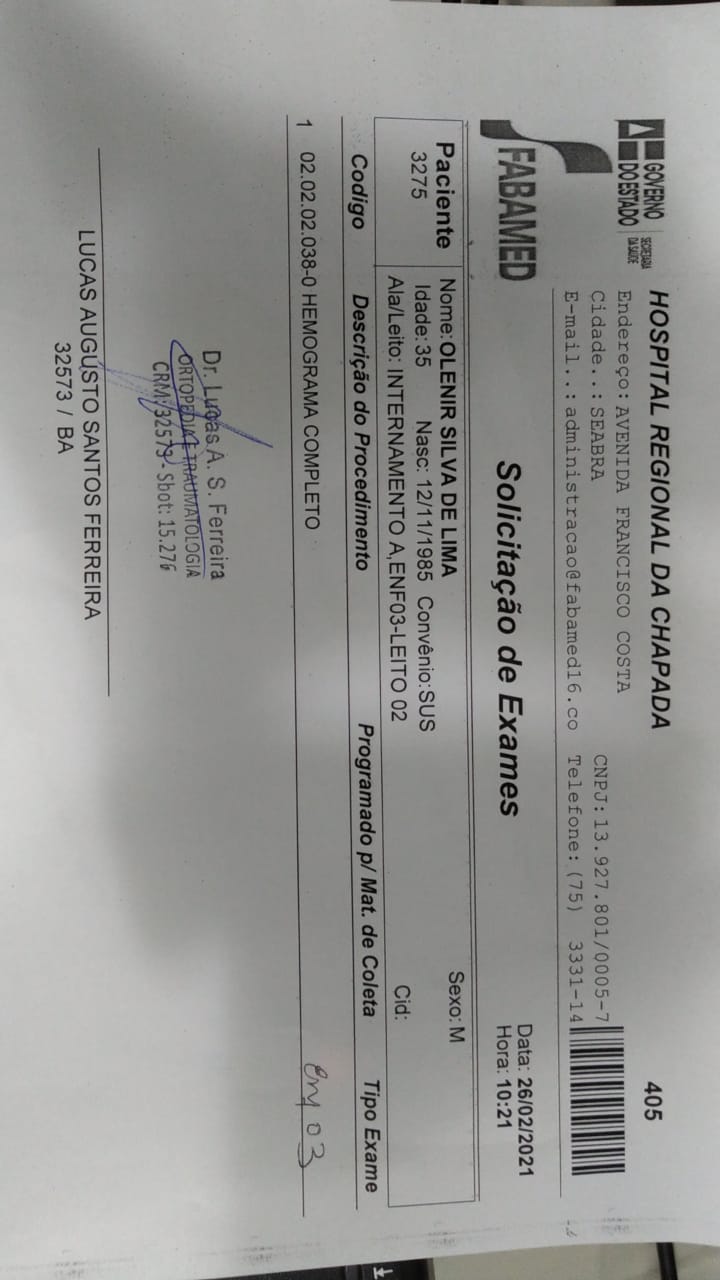 GOVERNO
DO ESTADO
SECRETARIA
DA SAÚDE
HOSPITAL REGIONAL DA CHAPADA
405
Endereço: AVENIDA FRANCISCO COSTA
Cidade..: SEABRA CNPJ: 13.927.801/0005-7
E-mail..: administracao@fabamed16.co Telefone: (75) 3331-14
FABAMED
Solicitação de Exames
Data: 26/02/2021
Hora: 10:21
Paciente Nome: OLENIR SILVA DE LIMA Sexo: M
3275 Idade: 35 Nasc: 12/11/1985 Convênio: SUS
Ala/Leito: INTERNAMENTO A,ENF03-LEITO 02 Cid:
Codigo Descrição do Procedimento Programado p/ Mat. de Coleta Tipo Exame
1 02.02.02.038-0 HEMOGRAMA COMPLETO 03
Dr. Lucas A. S. Ferreira
ORTOPEDIA E TRAUMATOLOGIA
CRM: 32573 - Sbot: 15.276
LUCAS AUGUSTO SANTOS FERREIRA
32573 / BA